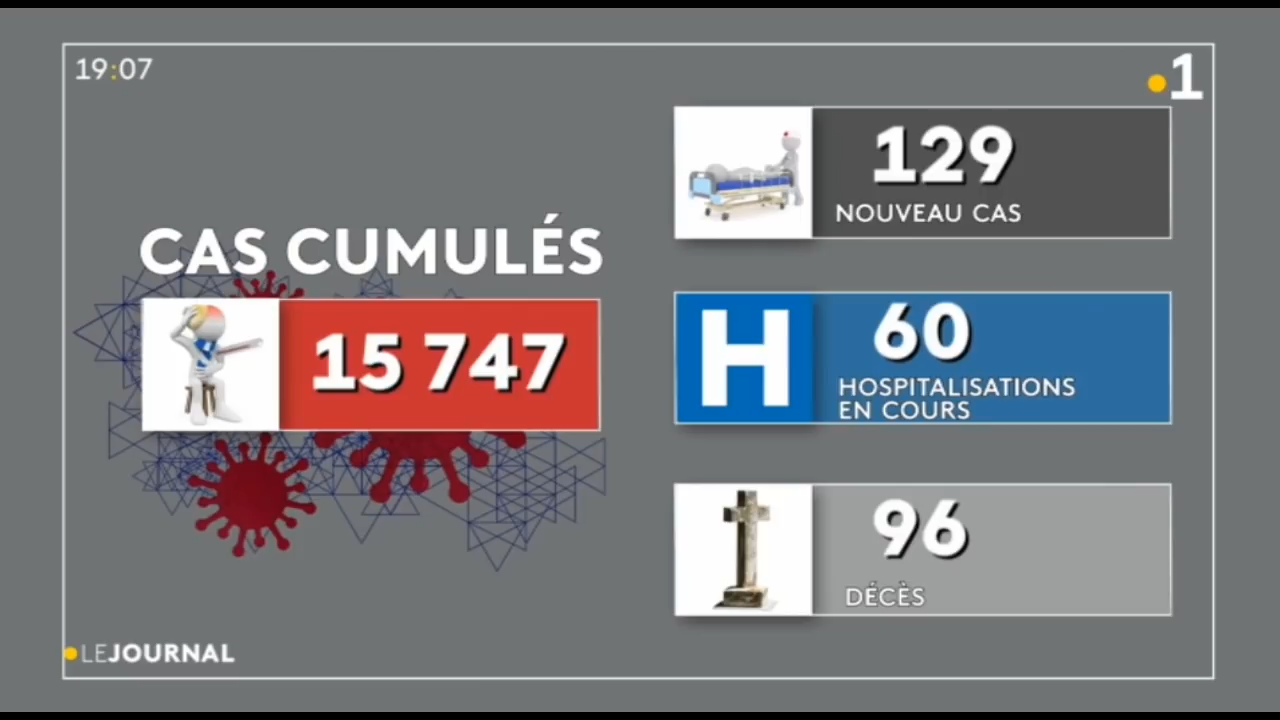 19:07
1
CAS CUMULÉS
15 747
129
NOUVEAU CAS
H
60
HOSPITALISATIONS
EN COURS
96
DÉCÈS
LEJOURNAL